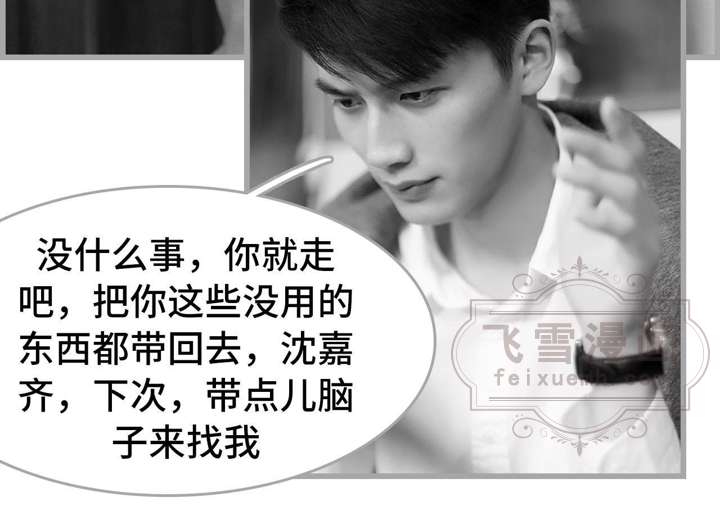 没什么事，你就走
吧，把你这些没用的
东西都带回去，沈嘉
齐，下次，带点儿脑
子来找我
飞雪漫